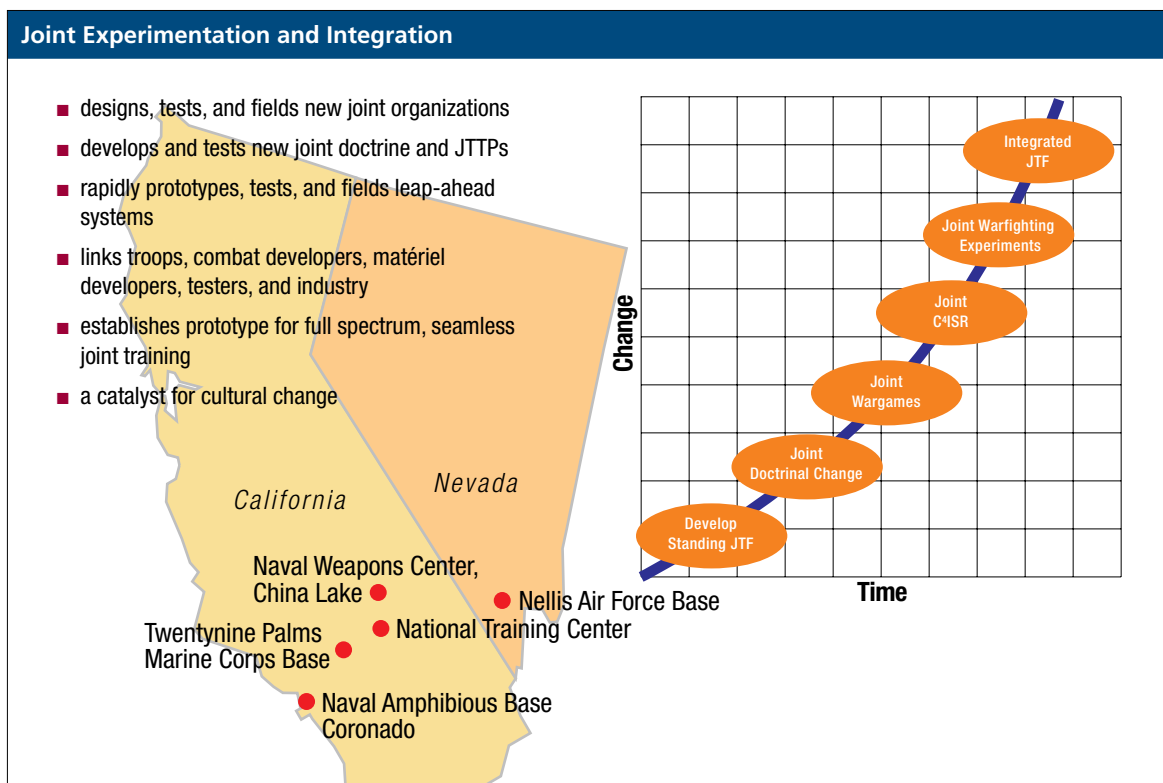 Joint Experimentation and Integration
■ designs, tests, and fields new joint organizations
■ develops and tests new joint doctrine and JTTPs
■ rapidly prototypes, tests, and fields leap-ahead
systems
■ links troops, combat developers, matériel
developers, testers, and industry
■ establishes prototype for full spectrum, seamless
joint training
■ a catalyst for cultural change
California
Nevada
Naval Weapons Center,
China Lake
Nellis Air Force Base
National Training Center
Twentynine Palms
Marine Corps Base
Naval Amphibious Base
Coronado
Change
Integrated
JTF
Joint Warfighting
Experiments
Joint
C⁴ISR
Joint
Wargames
Joint
Doctrinal Change
Develop
Standing JTF
Time